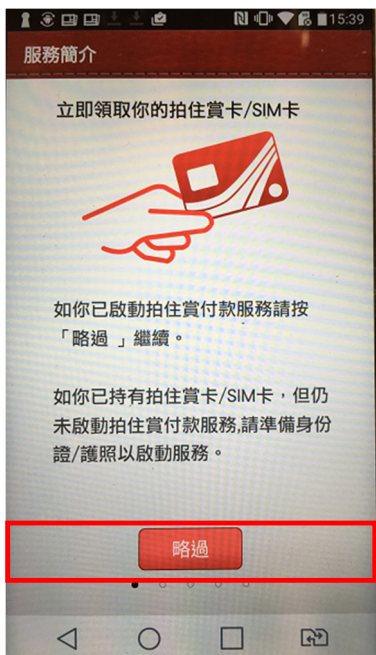 15:39
服務簡介
立即領取你的拍住賞卡/SIM卡
如你已啟動拍住賞付款服務請按
「略過 」繼續。
如你已持有拍住賞卡/SIM卡，但仍
未啟動拍住賞付款服務,請準備身份
證/護照以啟動服務。
略過